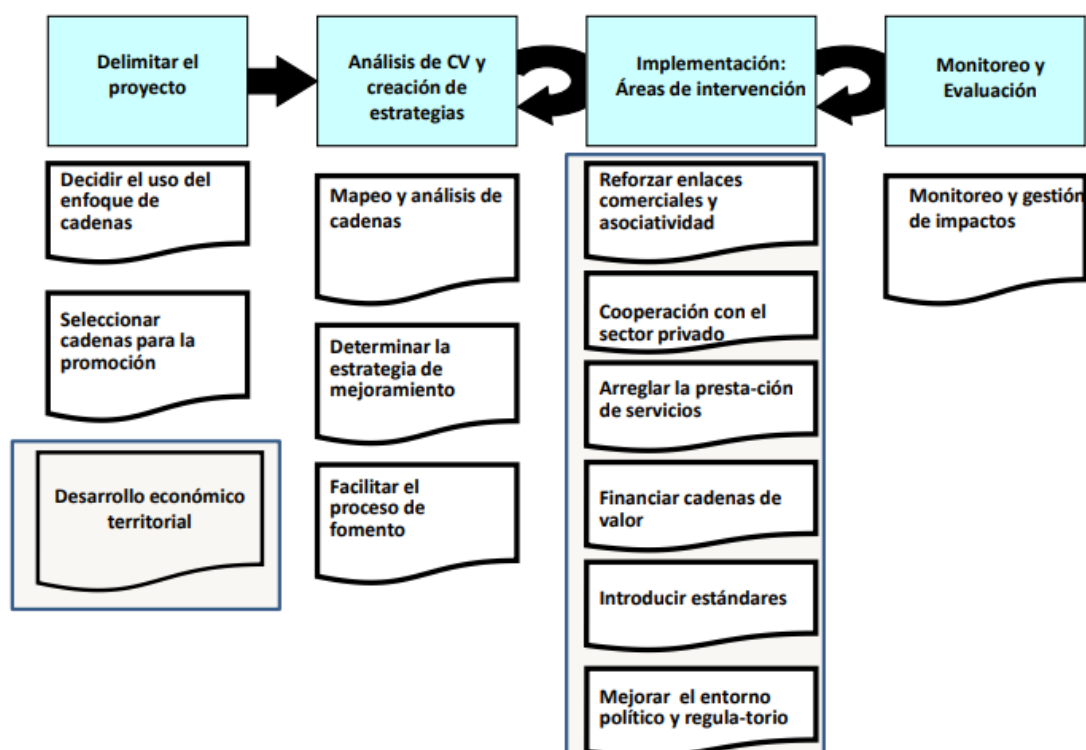 Delimitar el
proyecto
Análisis de CV y
creación de
estrategias
Implementación:
Áreas de intervención
Monitoreo y
Evaluación
Decidir el uso del
enfoque de
cadenas
Seleccionar
cadenas para la
promoción
Desarrollo económico
territorial
Mapeo y análisis de
cadenas
Determinar la
estrategia de
mejoramiento
Facilitar el
proceso de
fomento
Reforzar enlaces
comerciales y
asociatividad
Cooperación con el
sector privado
Arreglar la presta-ción
de servicios
Financiar cadenas de
valor
Introducir estándares
Mejorar el entorno
político y regula-torio
Monitoreo y gestión
de impactos